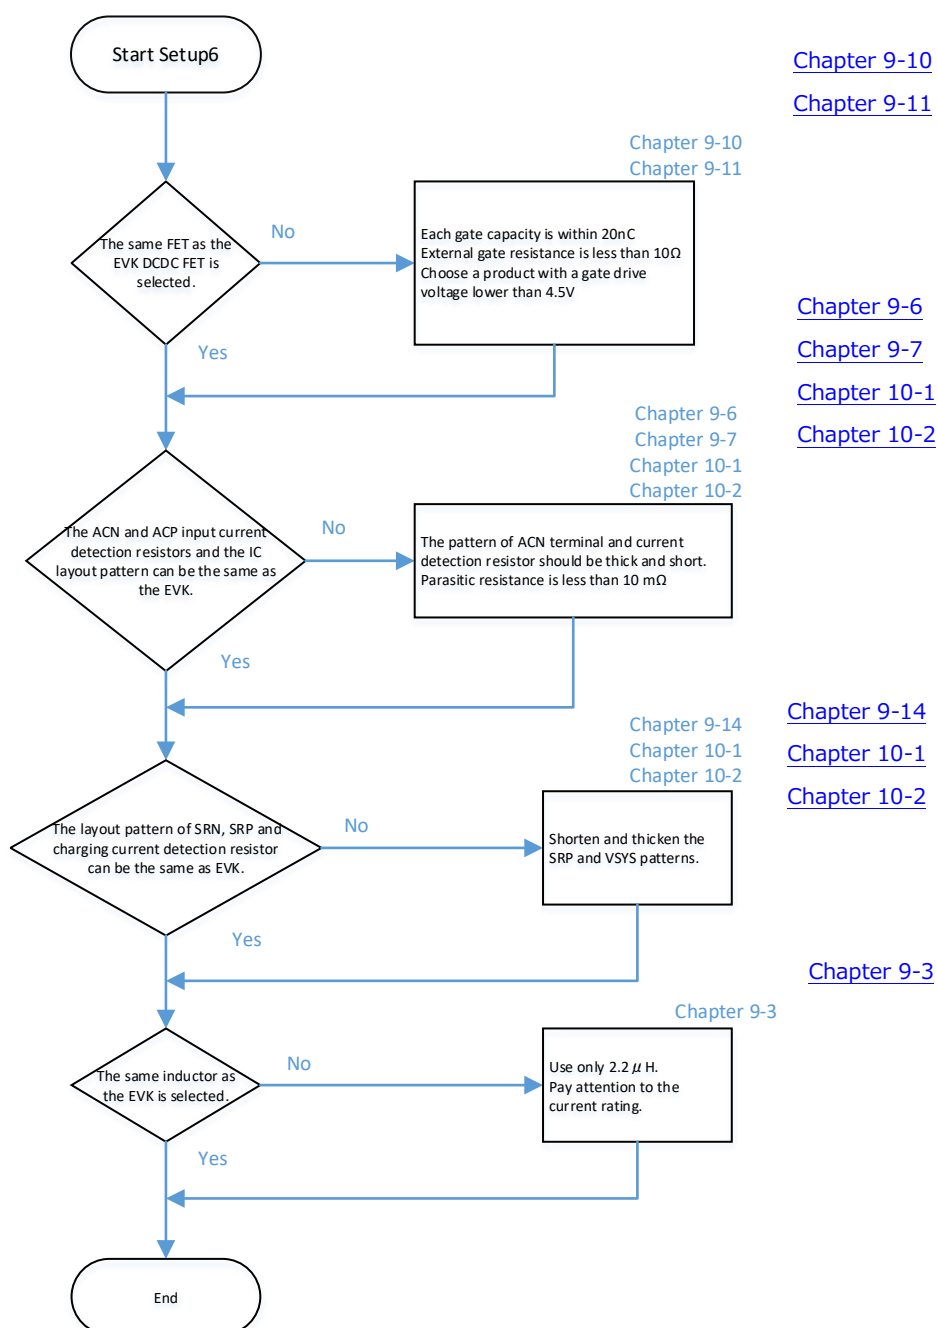 Start Setup6
Chapter 9-10
Chapter 9-11
Chapter 9-10
Chapter 9-11
The same FET as the
EVK DCDC FET is
selected.
No
Each gate capacity is within 20nC
External gate resistance is less than 10Ω
Choose a product with a gate drive
voltage lower than 4.5V
Yes
Chapter 9-6
Chapter 9-7
Chapter 10-1
Chapter 10-2
Chapter 9-6
Chapter 9-7
Chapter 10-1
Chapter 10-2
The ACN and ACP input current
detection resistors and the IC
layout pattern can be the same as
the EVK.
No
The pattern of ACN terminal and current
detection resistor should be thick and short.
Parasitic resistance is less than 10 mΩ
Yes
Chapter 9-14
Chapter 10-1
Chapter 10-2
Chapter 9-14
Chapter 10-1
Chapter 10-2
The layout pattern of SRN, SRP and
charging current detection resistor
can be the same as EVK.
No
Shorten and thicken the
SRP and VSYS patterns.
Yes
Chapter 9-3
Chapter 9-3
The same inductor as
the EVK is selected.
No
Use only 2.2 μ H.
Pay attention to the
current rating.
Yes
End